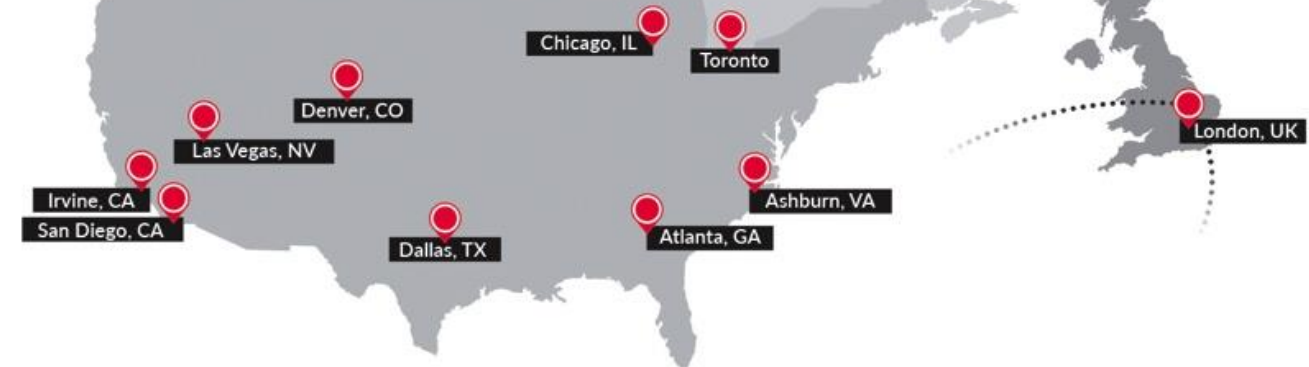 Chicago, IL
Toronto
Denver, CO
London, UK
Las Vegas, NV
Irvine, CA
Ashburn, VA
San Diego, CA
Atlanta, GA
Dallas, TX